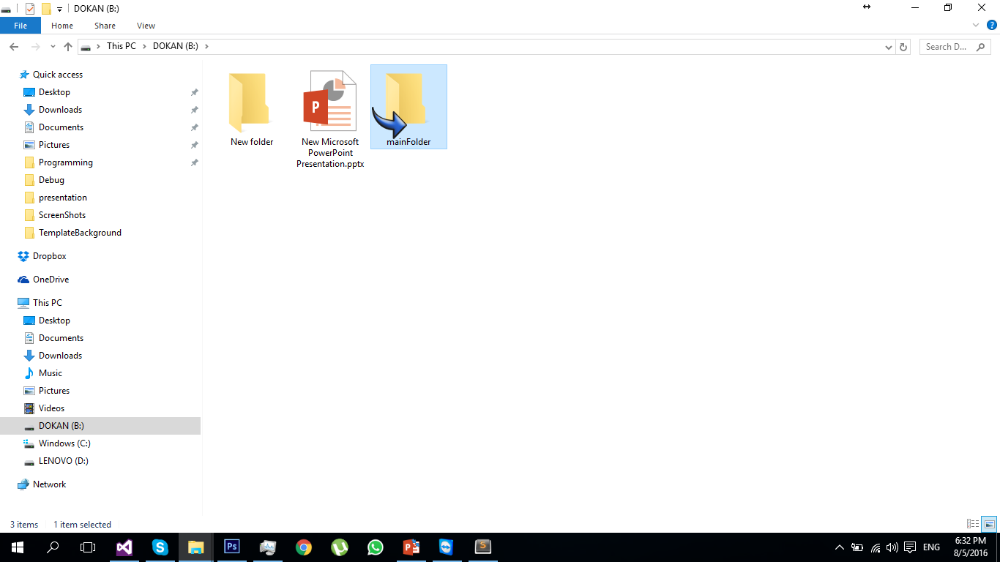 DOKAN (B:)
File Home Share View
This PC DOKAN (B:)
Search D...
Quick access
Desktop
Downloads
Documents
Pictures
Programming
Debug
presentation
ScreenShots
TemplateBackground
Dropbox
OneDrive
This PC
Desktop
Documents
Downloads
Music
Pictures
Videos
DOKAN (B:)
Windows (C:)
LENOVO (D:)
Network
New folder
New Microsoft
PowerPoint
Presentation.pptx
mainFolder
3 items 1 item selected
ENG
6:32 PM
8/5/2016